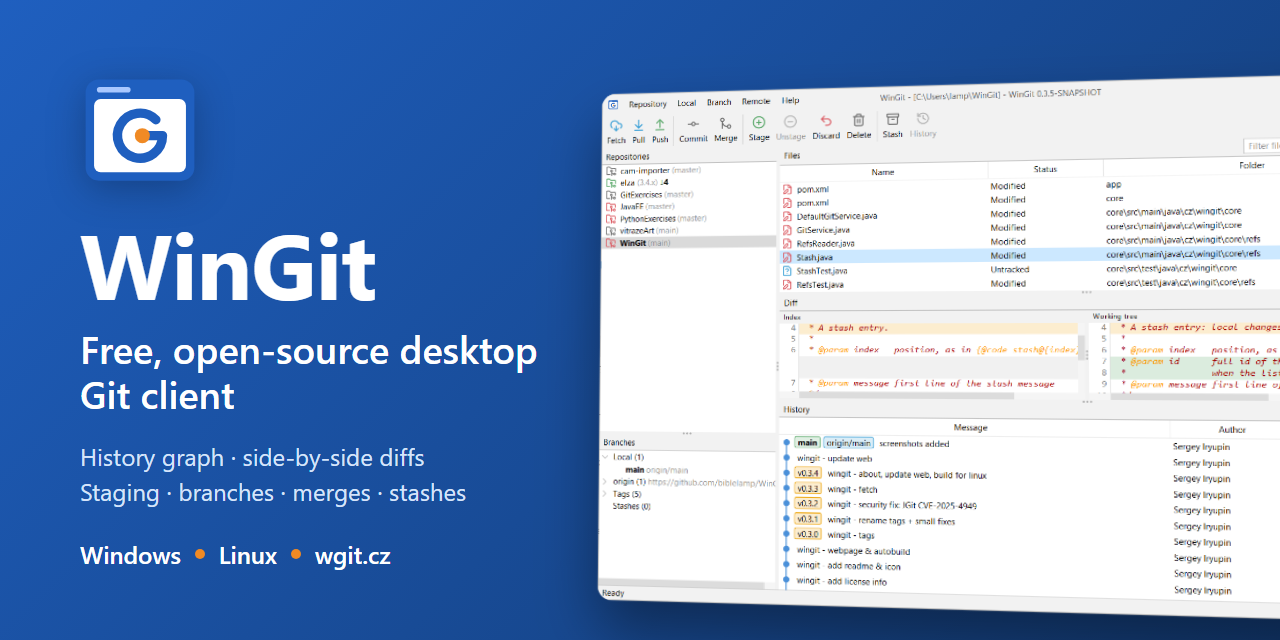 WinGit
Free, open-source desktop
Git client
History graph · side-by-side diffs
Staging · branches · merges · stashes
Windows • Linux • wgit.cz
WinGit - [C:\Users\lamp\WinGit] - WinGit 0.3.5-SNAPSHOT
Repository Local Branch Remote Help
Fetch Pull Push Commit Merge Stage Unstage Discard Delete Stash History
Repositories
cam-importer (master)
elza (3.4.x) ↓4
GitExercises (master)
JavaFF (master)
PythonExercises (master)
vitrazeArt (main)
WinGit (main)
Files
Filter
Name Status Folder
pom.xml Modified app
pom.xml Modified core
DefaultGitService.java Modified core\src\main\java\cz\wingit\core
GitService.java Modified core\src\main\java\cz\wingit\core
RefsReader.java Modified core\src\main\java\cz\wingit\core\refs
Stash.java Modified core\src\main\java\cz\wingit\core\refs
StashTest.java Untracked core\src\test\java\cz\wingit\core
RefsTest.java Modified core\src\test\java\cz\wingit\core\refs
Diff
Index
4 * A stash entry.
5 *
6 * @param index position, as in {@code stash@{index
7 * @param message first line of the stash message
Working tree
4 * A stash entry: local changes
5 *
6 * @param index position, as
7 * @param id full id of th
8 * when the list
9 * @param message first line o
History
Message Author
main origin/main screenshots added Sergey Iryupin
wingit - update web Sergey Iryupin
v0.3.4 wingit - about, update web, build for linux Sergey Iryupin
v0.3.3 wingit - fetch Sergey Iryupin
v0.3.2 wingit - security fix: JGit CVE-2025-4949 Sergey Iryupin
v0.3.1 wingit - rename tags + small fixes Sergey Iryupin
v0.3.0 wingit - tags Sergey Iryupin
wingit - webpage & autobuild Sergey Iryupin
wingit - add readme & icon Sergey Iryupin
wingit - add license info Sergey Iryupin
Branches
Local (1)
main origin/main
origin (1) https://github.com/biblelamp/WinG
Tags (5)
Stashes (0)
Ready